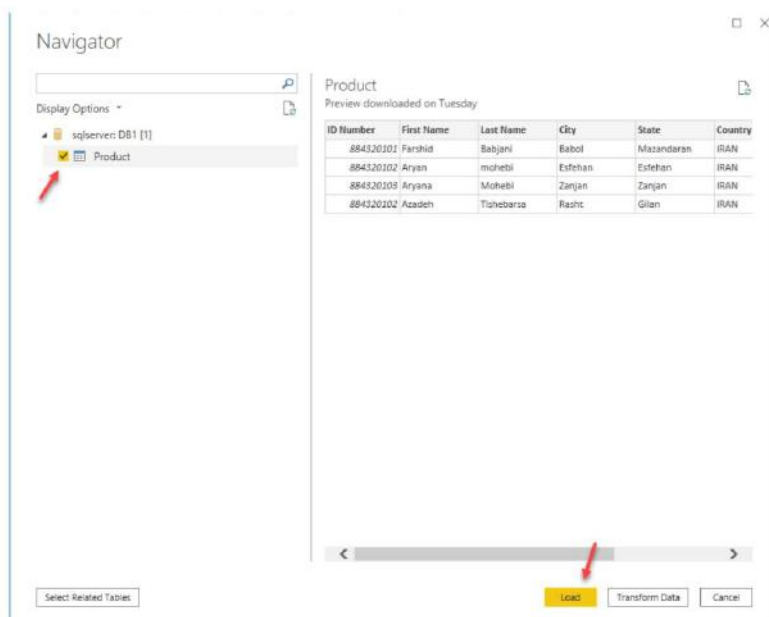 Navigator
Display Options
sqlserver: DB1 [1]
Product
Product
Preview downloaded on Tuesday
ID Number First Name Last Name City State Country
884320101 Farshid Babjani Babol Mazandaran IRAN
884320102 Aryan mohebi Esfehan Esfehan IRAN
884320103 Aryana Mohebi Zanjan Zanjan IRAN
884320102 Azadeh Tishebarsa Rasht Gilan IRAN
Select Related Tables
Load Transform Data Cancel